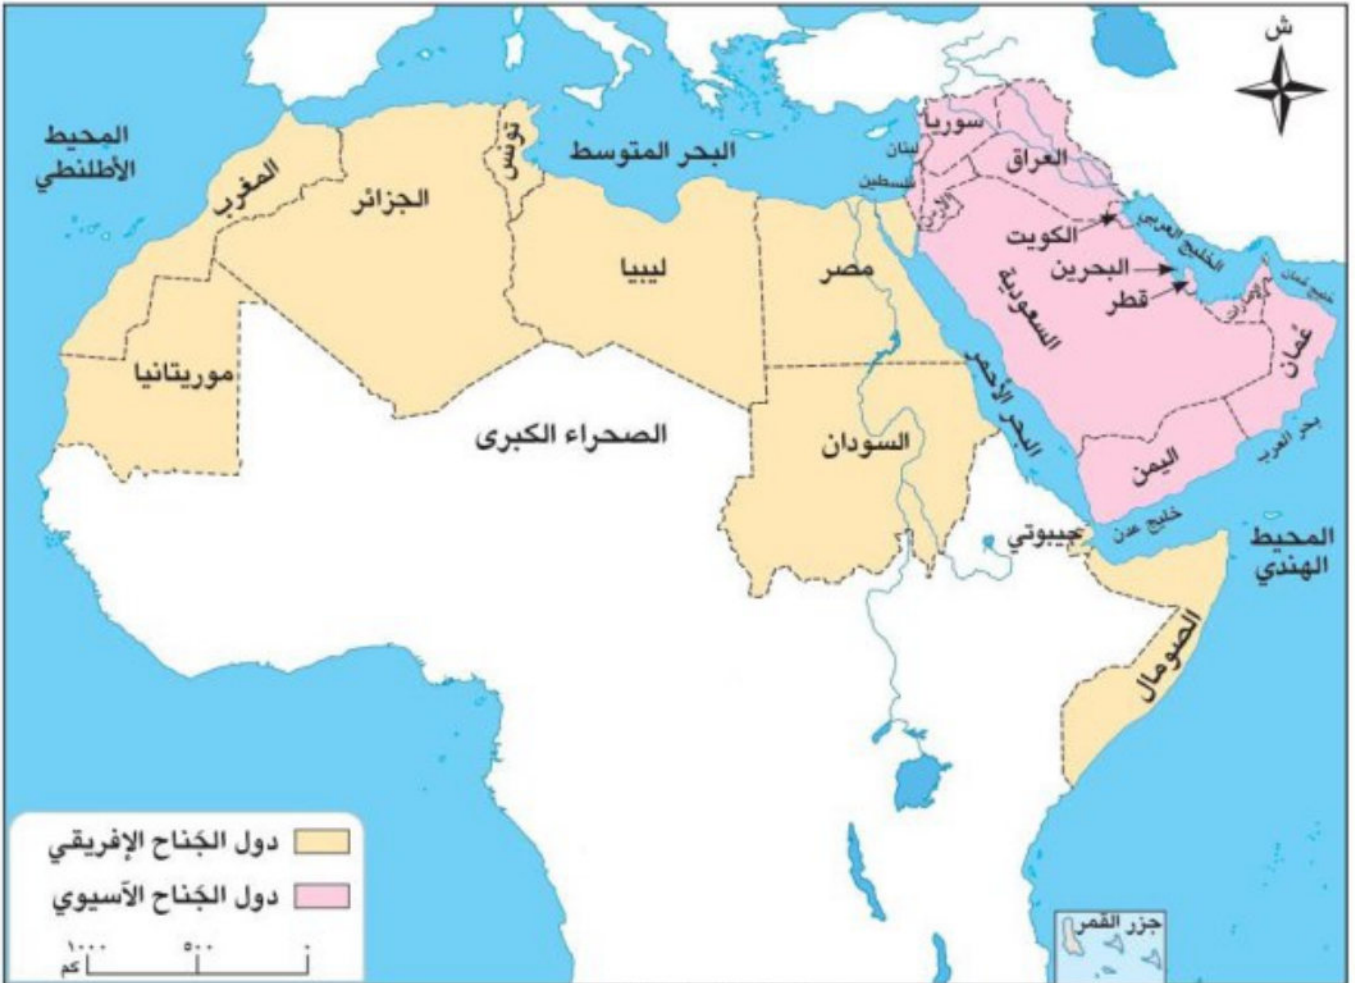 ش
المحيط
الأطلنطي
البحر المتوسط
المغرب
الجزائر
تونس
ليبيا
مصر
موريتانيا
الصحراء الكبرى
السودان
جيبوتي
الصومال
سوريا
لبنان
فلسطين
الأردن
العراق
الكويت
البحرين
قطر
السعودية
الإمارات
عُمان
اليمن
الخليج العربي
خليج عُمان
البحر الأحمر
بحر العرب
خليج عدن
المحيط
الهندي
جزر القمر
دول الجَناح الإفريقي
دول الجَناح الآسيوي
٠ ٥٠٠ ١٠٠٠
كم